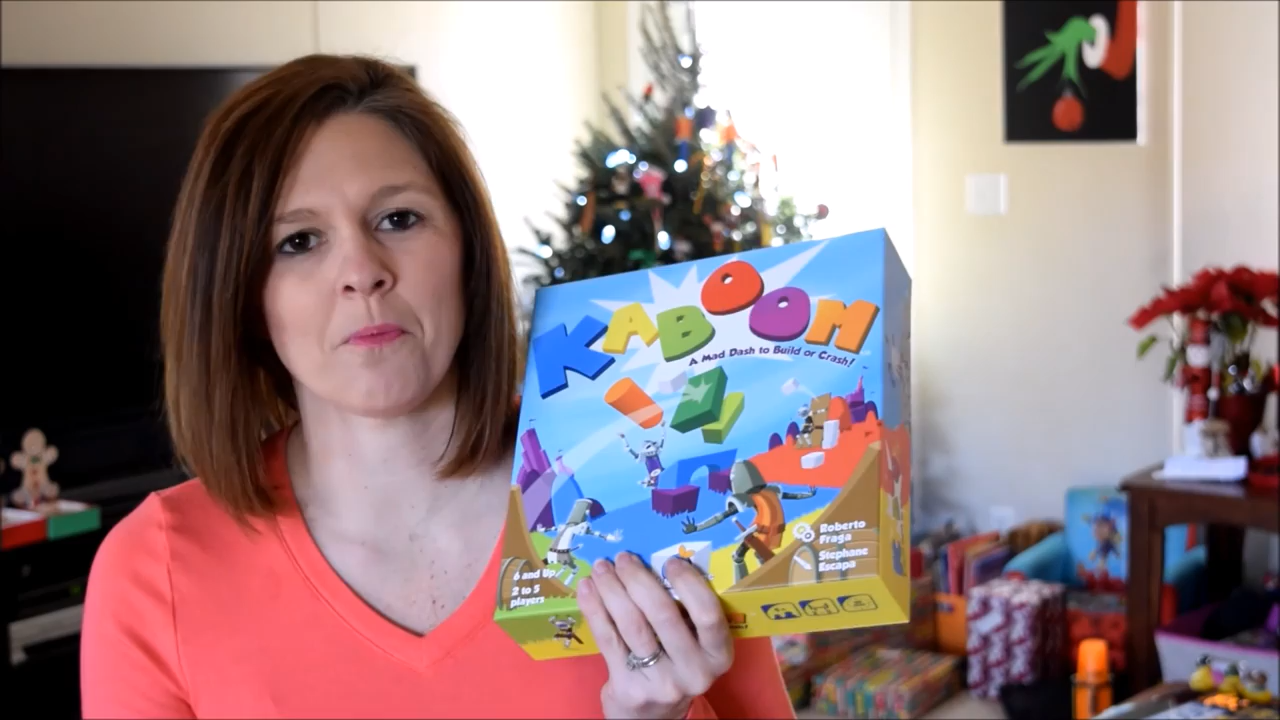 KABOOM
A Mad Dash to Build or Crash!
Roberto
Fraga
Stephane
Escapa
6 and Up
2 to 5
players